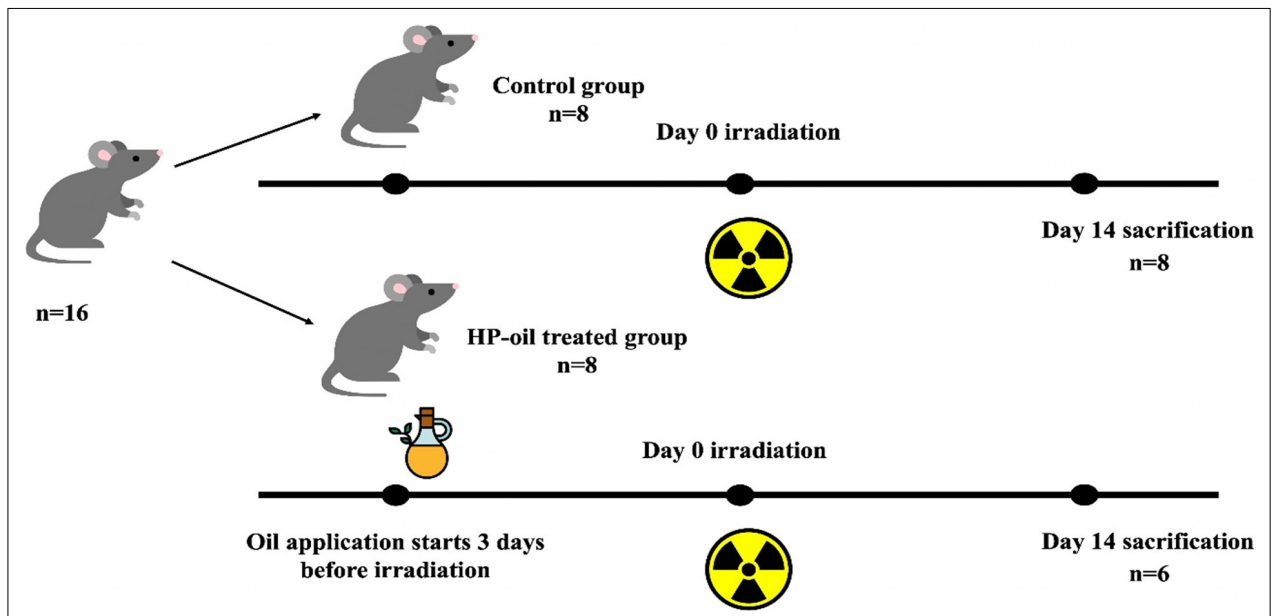 Control group
n=8
Day 0 irradiation
Day 14 sacrification
n=8
n=16
HP-oil treated group
n=8
Day 0 irradiation
Oil application starts 3 days
before irradiation
Day 14 sacrification
n=6